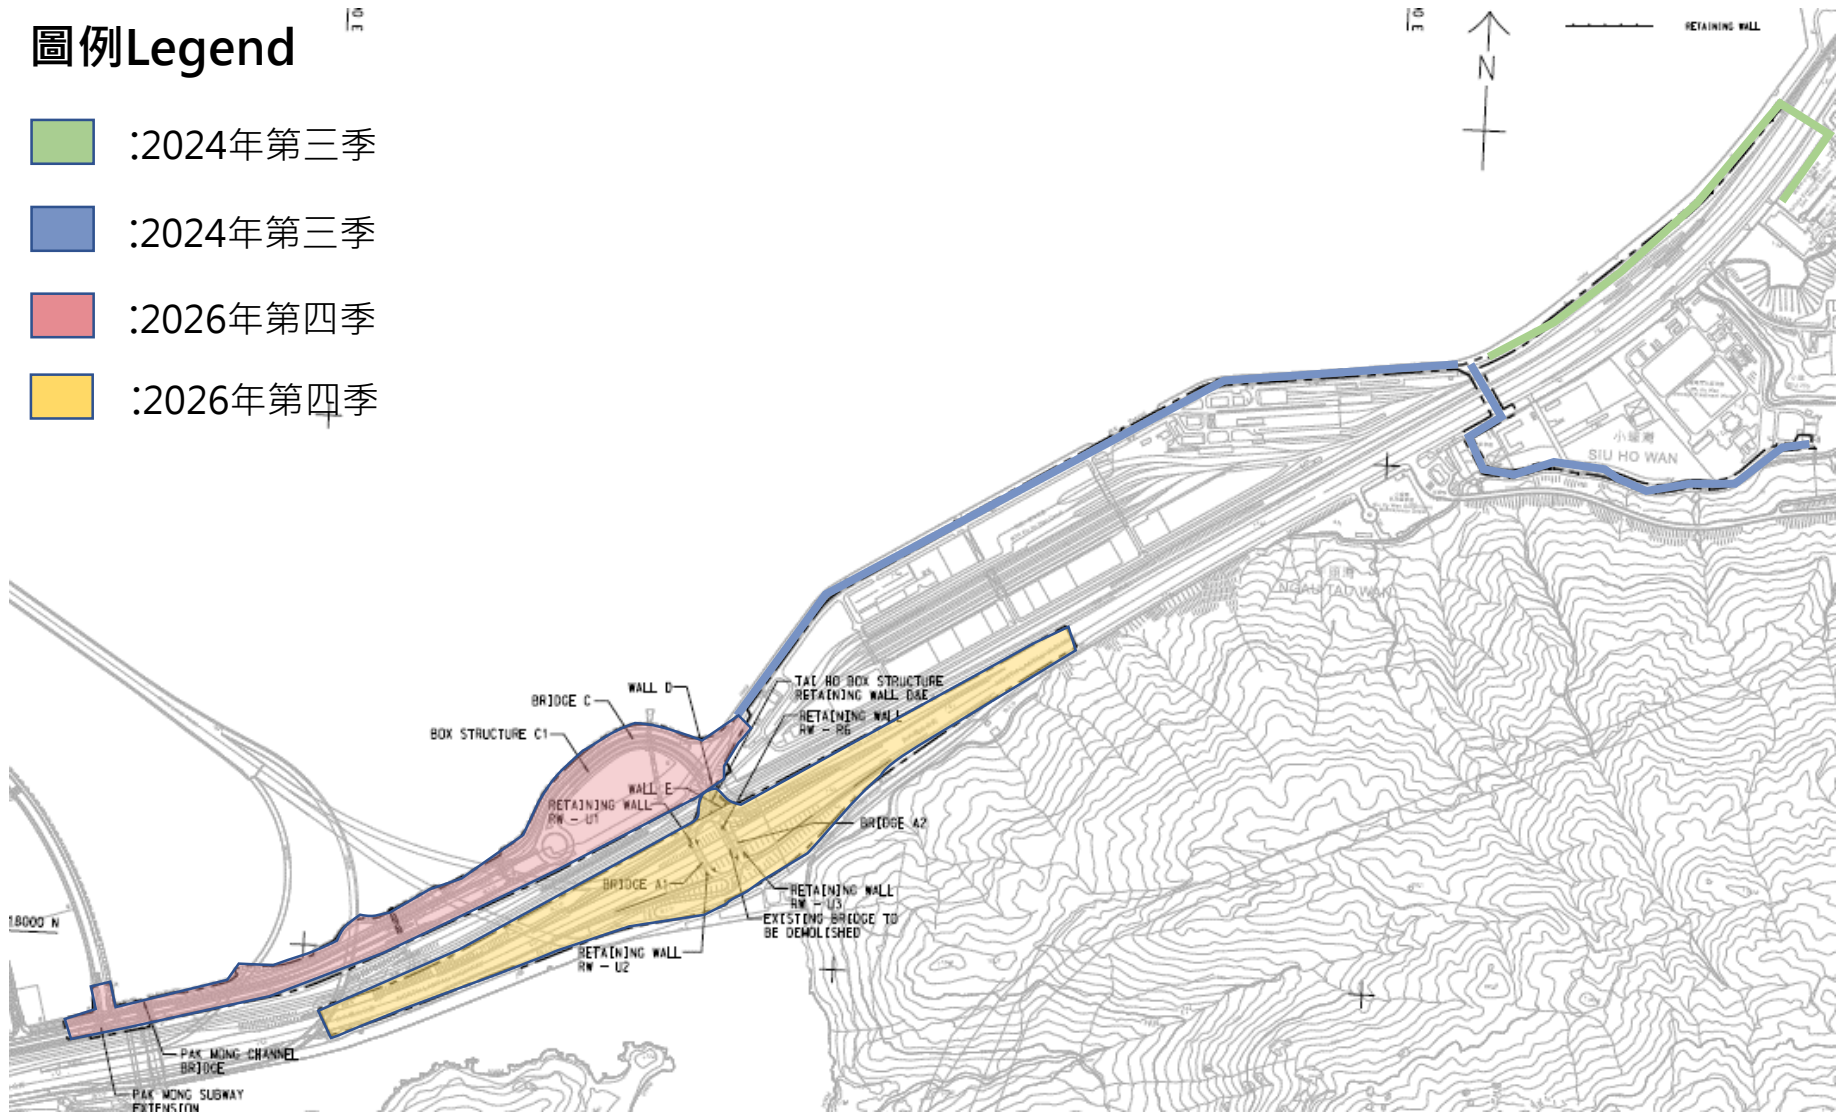 圖例Legend
:2024年第三季
:2024年第三季
:2026年第四季
:2026年第四季
N
RETAINING WALL
小蠔灣
SIU HO WAN
NGAU TAU WAN
WALL D
BRIDGE C
BOX STRUCTURE C1
TAI HO BOX STRUCTURE
RETAINING WALL D&E
RETAINING WALL
RW - R6
WALL E
RETAINING WALL
RW - U1
BRIDGE A2
BRIDGE A1
RETAINING WALL
RW - U3
EXISTING BRIDGE TO
BE DEMOLISHED
RETAINING WALL
RW - U2
18000 N
PAK MONG CHANNEL
BRIDGE
PAK MONG SUBWAY
EXTENSION